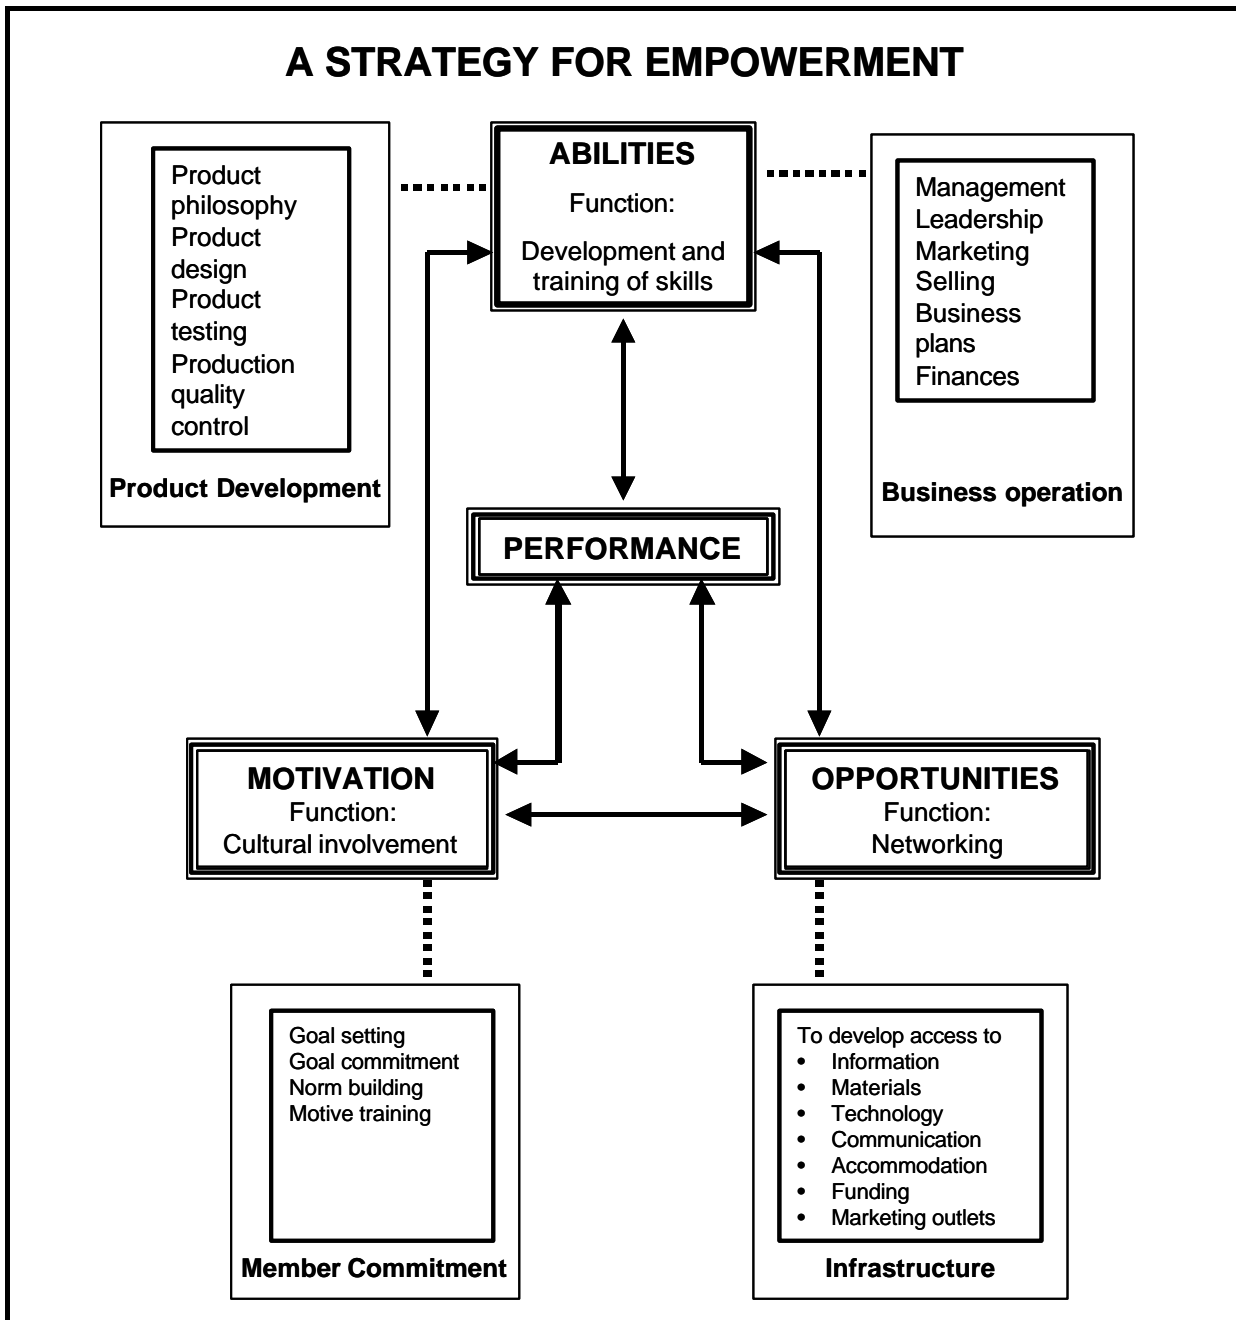 A STRATEGY FOR EMPOWERMENT
Product
philosophy
Product
design
Product
testing
Production
quality
control
Product Development
ABILITIES
Function:
Development and
training of skills
Management
Leadership
Marketing
Selling
Business
plans
Finances
Business operation
PERFORMANCE
MOTIVATION
Function:
Cultural involvement
OPPORTUNITIES
Function:
Networking
Goal setting
Goal commitment
Norm building
Motive training
Member Commitment
To develop access to
• Information
• Materials
• Technology
• Communication
• Accommodation
• Funding
• Marketing outlets
Infrastructure